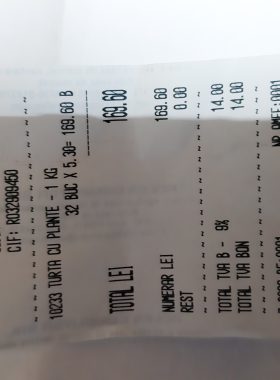 CIF: RO32909450
10233 TURTA CU PLANTE - 1 KG
32 BUC X 5.30= 169.60 B
TOTAL LEI 169.60
NUMERAR LEI 169.60
REST 0.00
TOTAL TVA B - 9% 14.00
TOTAL TVA BON 14.00